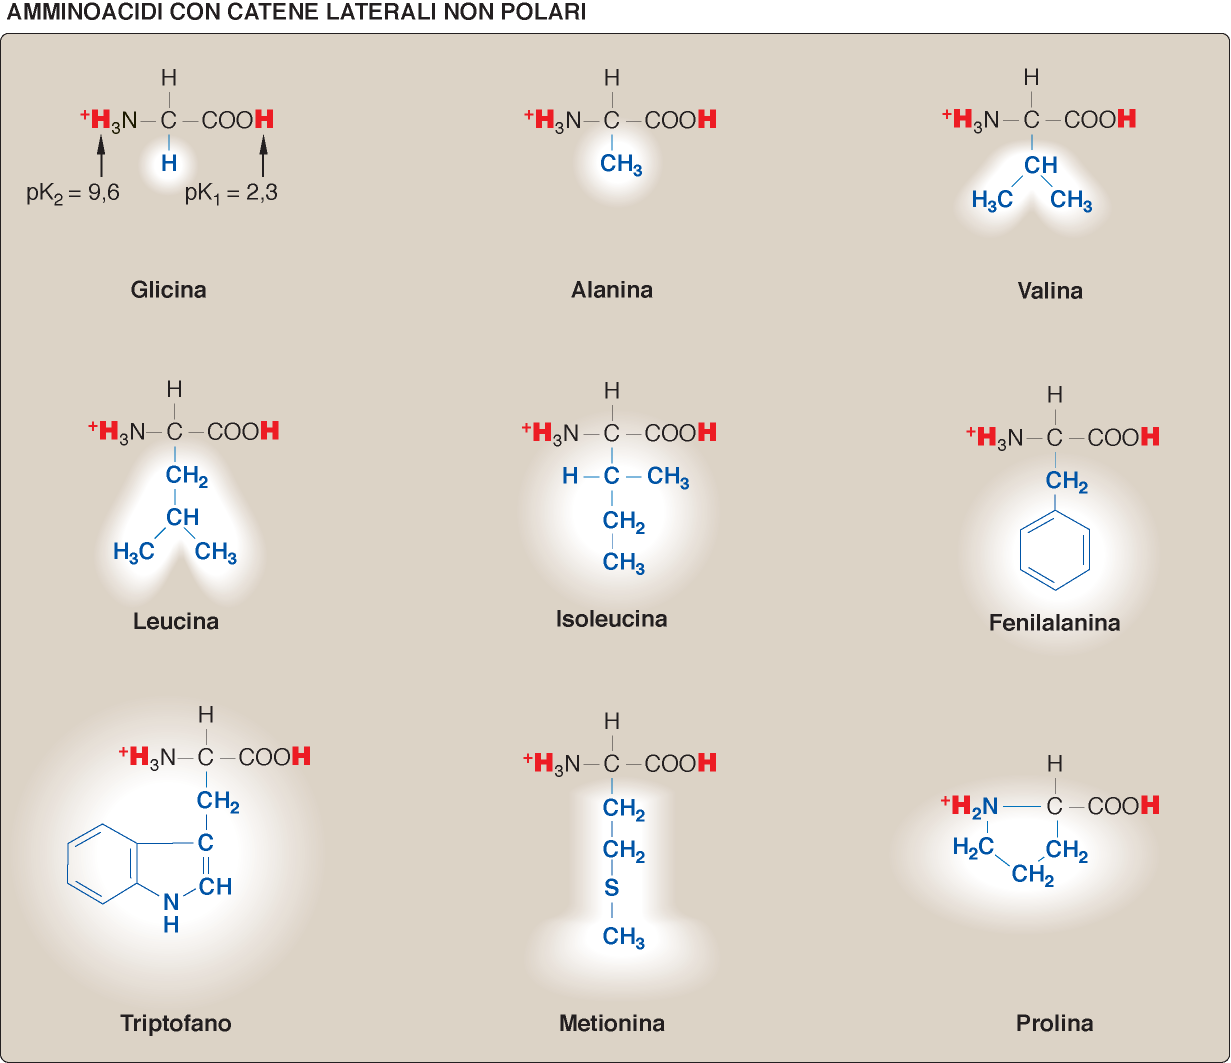 AMMINOACIDI CON CATENE LATERALI NON POLARI
H
⁺H₃N–C–COOH
H
pK₂ = 9,6
pK₁ = 2,3
Glicina
H
⁺H₃N–C–COOH
CH₃
Alanina
H
⁺H₃N–C–COOH
CH
H₃C CH₃
Valina
H
⁺H₃N–C–COOH
CH₂
CH
H₃C CH₃
Leucina
H
⁺H₃N–C–COOH
H–C–CH₃
CH₂
CH₃
Isoleucina
H
⁺H₃N–C–COOH
CH₂
Fenilalanina
H
⁺H₃N–C–COOH
CH₂
C
CH
N
H
Triptofano
H
⁺H₃N–C–COOH
CH₂
CH₂
S
CH₃
Metionina
H
⁺H₂N–C–COOH
H₂C CH₂
CH₂
Prolina